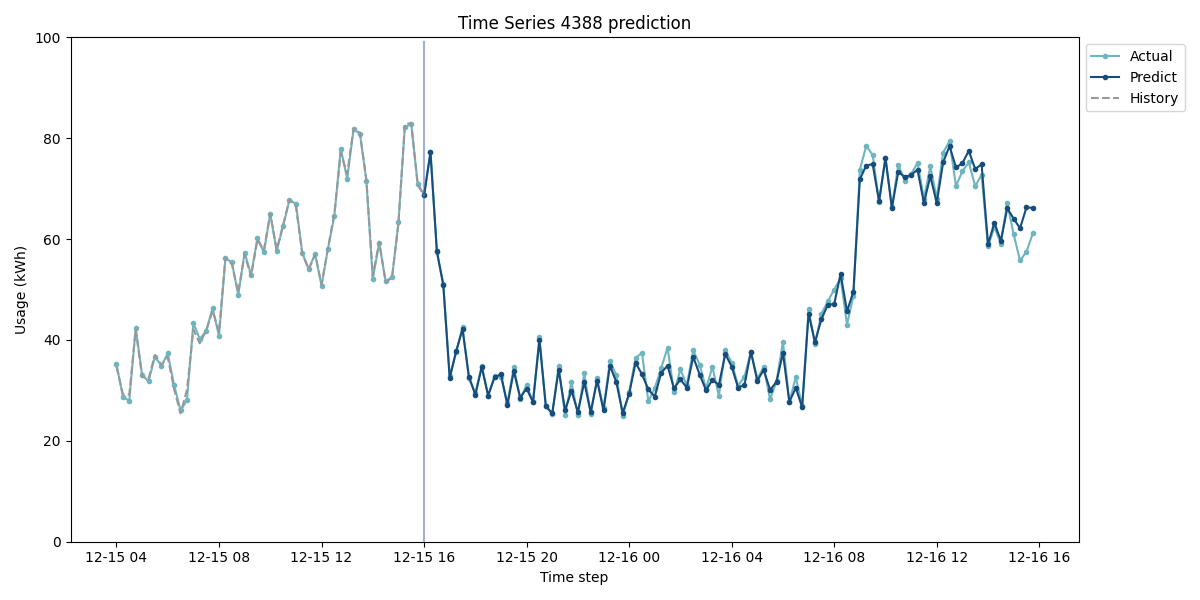 Time Series 4388 prediction
100
80
60
40
20
0
Usage (kWh)
12-15 04
12-15 08
12-15 12
12-15 16
12-15 20
12-16 00
12-16 04
12-16 08
12-16 12
12-16 16
Time step
Actual
Predict
History